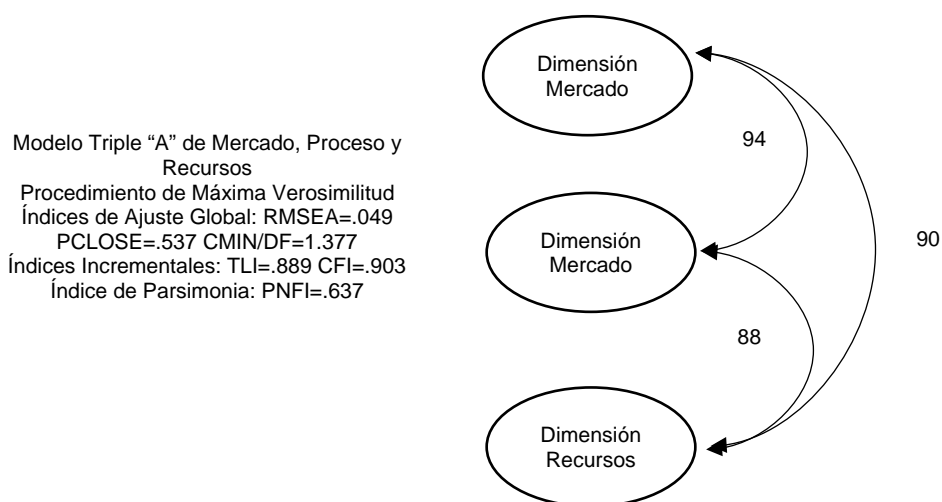 Dimensión
Mercado
94
Modelo Triple “A” de Mercado, Proceso y
Recursos
Procedimiento de Máxima Verosimilitud
Índices de Ajuste Global: RMSEA=.049
PCLOSE=.537 CMIN/DF=1.377
Índices Incrementales: TLI=.889 CFI=.903
Índice de Parsimonia: PNFI=.637
Dimensión
Mercado
90
88
Dimensión
Recursos